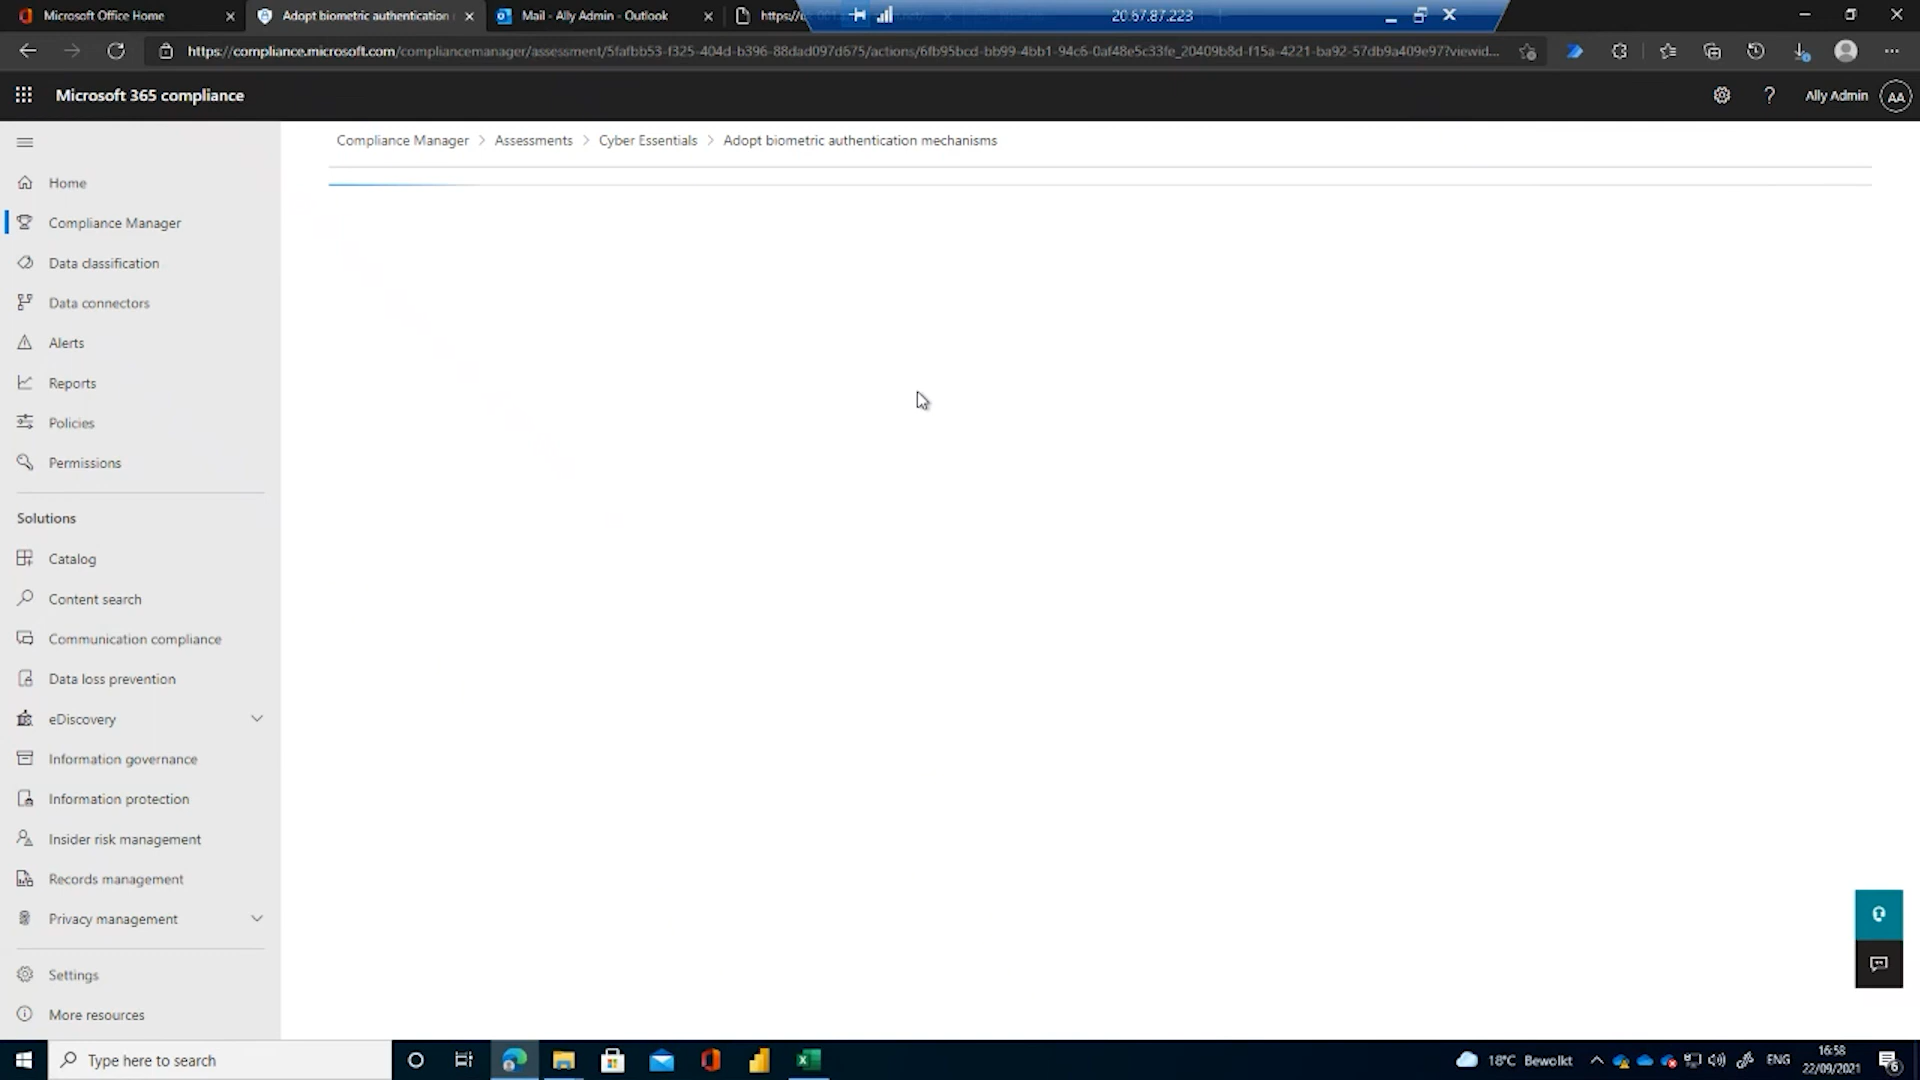 Microsoft Office Home
Adopt biometric authentication
Mail - Ally Admin - Outlook
https://
20.67.87.223
https://compliance.microsoft.com/compliancemanager/assessment/5fafbb53-f325-404d-b396-88dad097d675/actions/6fb95bcd-bb99-4bb1-94c6-0af48e5c33fe_20409b8d-f15a-4221-ba92-57db9a409e97?viewid...
Microsoft 365 compliance
?
Ally Admin
AA
Compliance Manager > Assessments > Cyber Essentials > Adopt biometric authentication mechanisms
Home
Compliance Manager
Data classification
Data connectors
Alerts
Reports
Policies
Permissions
Solutions
Catalog
Content search
Communication compliance
Data loss prevention
eDiscovery
Information governance
Information protection
Insider risk management
Records management
Privacy management
Settings
More resources
Type here to search
18°C Bewolkt
ENG
16:58
22/09/2021
6